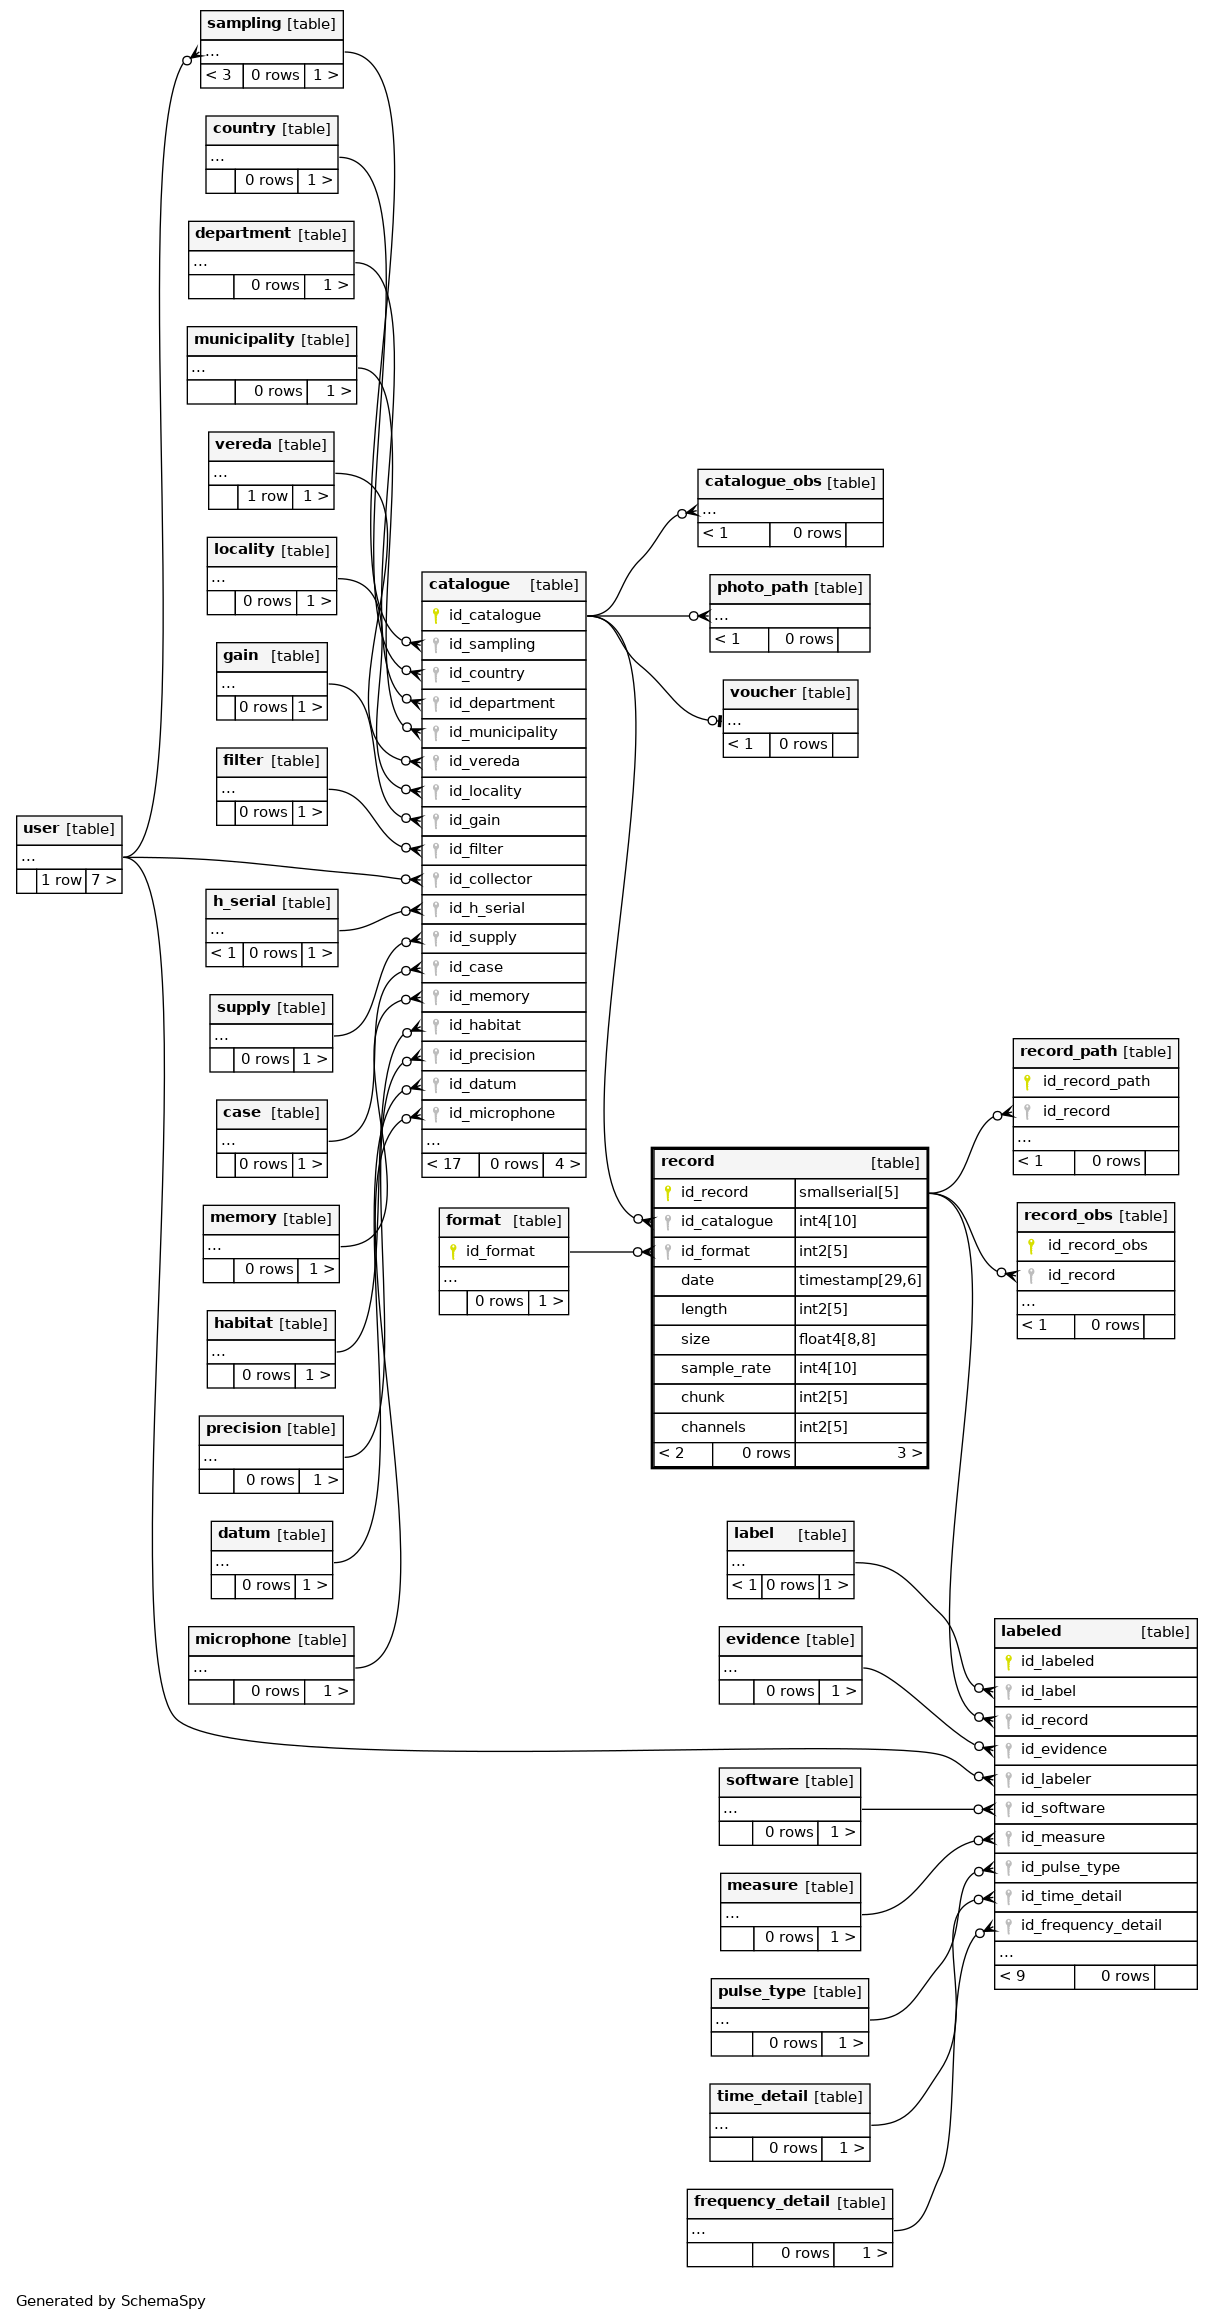 sampling [table]
...
< 3 0 rows 1 >
country [table]
...
0 rows 1 >
department [table]
...
0 rows 1 >
municipality [table]
...
0 rows 1 >
vereda [table]
...
1 row 1 >
locality [table]
...
0 rows 1 >
gain [table]
...
0 rows 1 >
filter [table]
...
0 rows 1 >
user [table]
...
1 row 7 >
h_serial [table]
...
< 1 0 rows 1 >
supply [table]
...
0 rows 1 >
case [table]
...
0 rows 1 >
memory [table]
...
0 rows 1 >
habitat [table]
...
0 rows 1 >
precision [table]
...
0 rows 1 >
datum [table]
...
0 rows 1 >
microphone [table]
...
0 rows 1 >
catalogue [table]
id_catalogue
id_sampling
id_country
id_department
id_municipality
id_vereda
id_locality
id_gain
id_filter
id_collector
id_h_serial
id_supply
id_case
id_memory
id_habitat
id_precision
id_datum
id_microphone
...
< 17 0 rows 4 >
format [table]
id_format
...
0 rows 1 >
catalogue_obs [table]
...
< 1 0 rows
photo_path [table]
...
< 1 0 rows
voucher [table]
...
< 1 0 rows
record [table]
id_record smallserial[5]
id_catalogue int4[10]
id_format int2[5]
date timestamp[29,6]
length int2[5]
size float4[8,8]
sample_rate int4[10]
chunk int2[5]
channels int2[5]
< 2 0 rows 3 >
record_path [table]
id_record_path
id_record
...
< 1 0 rows
record_obs [table]
id_record_obs
id_record
...
< 1 0 rows
label [table]
...
< 1 0 rows 1 >
evidence [table]
...
0 rows 1 >
software [table]
...
0 rows 1 >
measure [table]
...
0 rows 1 >
pulse_type [table]
...
0 rows 1 >
time_detail [table]
...
0 rows 1 >
frequency_detail [table]
...
0 rows 1 >
labeled [table]
id_labeled
id_label
id_record
id_evidence
id_labeler
id_software
id_measure
id_pulse_type
id_time_detail
id_frequency_detail
...
< 9 0 rows
Generated by SchemaSpy